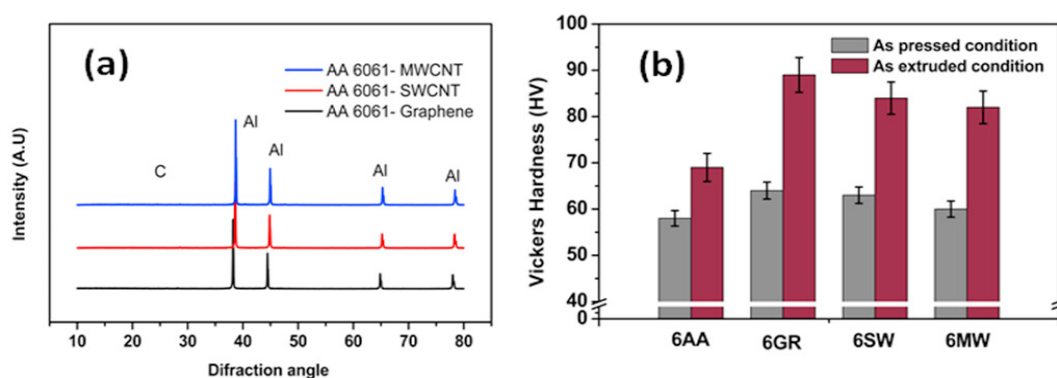 (a)
AA 6061- MWCNT
AA 6061- SWCNT
AA 6061- Graphene
C
Al
Al
Al
Al
Intensity (A.U)
10 20 30 40 50 60 70 80
Difraction angle
(b)
As pressed condition
As extruded condition
Vickers Hardness (HV)
100
90
80
70
60
50
40
0
6AA 6GR 6SW 6MW